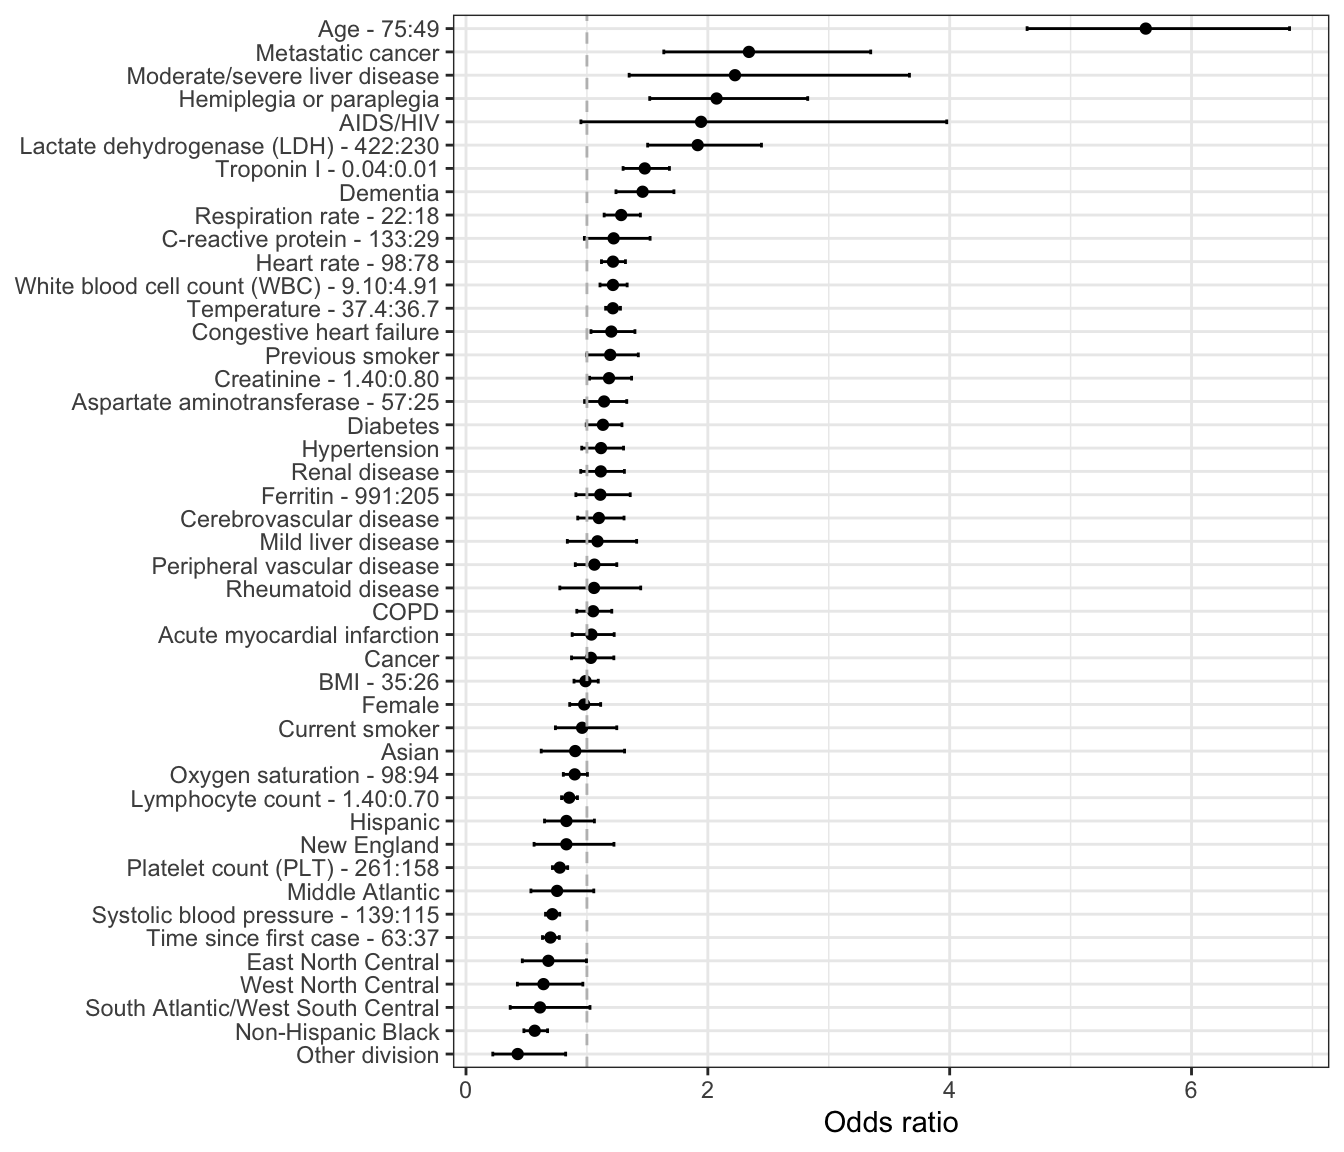 Age - 75:49
Metastatic cancer
Moderate/severe liver disease
Hemiplegia or paraplegia
AIDS/HIV
Lactate dehydrogenase (LDH) - 422:230
Troponin I - 0.04:0.01
Dementia
Respiration rate - 22:18
C-reactive protein - 133:29
Heart rate - 98:78
White blood cell count (WBC) - 9.10:4.91
Temperature - 37.4:36.7
Congestive heart failure
Previous smoker
Creatinine - 1.40:0.80
Aspartate aminotransferase - 57:25
Diabetes
Hypertension
Renal disease
Ferritin - 991:205
Cerebrovascular disease
Mild liver disease
Peripheral vascular disease
Rheumatoid disease
COPD
Acute myocardial infarction
Cancer
BMI - 35:26
Female
Current smoker
Asian
Oxygen saturation - 98:94
Lymphocyte count - 1.40:0.70
Hispanic
New England
Platelet count (PLT) - 261:158
Middle Atlantic
Systolic blood pressure - 139:115
Time since first case - 63:37
East North Central
West North Central
South Atlantic/West South Central
Non-Hispanic Black
Other division
0 2 4 6
Odds ratio